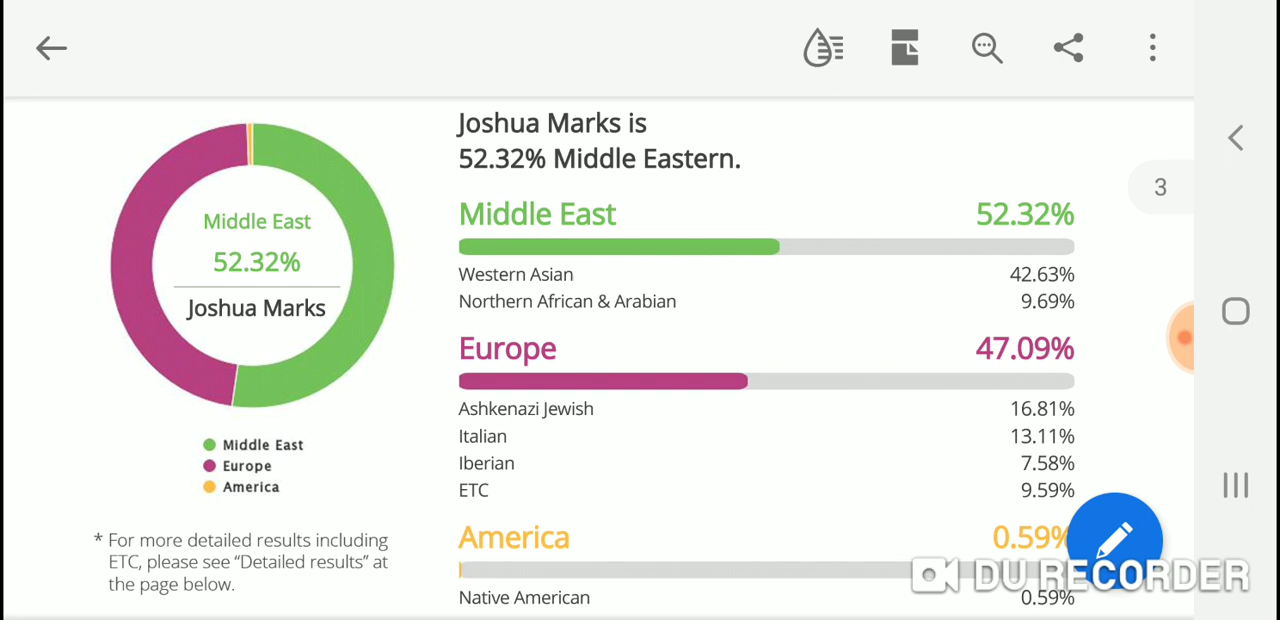 3
Middle East
52.32%
Joshua Marks
Middle East
Europe
America
* For more detailed results including
ETC, please see “Detailed results” at
the page below.
Joshua Marks is
52.32% Middle Eastern.
Middle East 52.32%
Western Asian 42.63%
Northern African & Arabian 9.69%
Europe 47.09%
Ashkenazi Jewish 16.81%
Italian 13.11%
Iberian 7.58%
ETC 9.59%
America 0.59%
Native American 0.59%
DU RECORDER